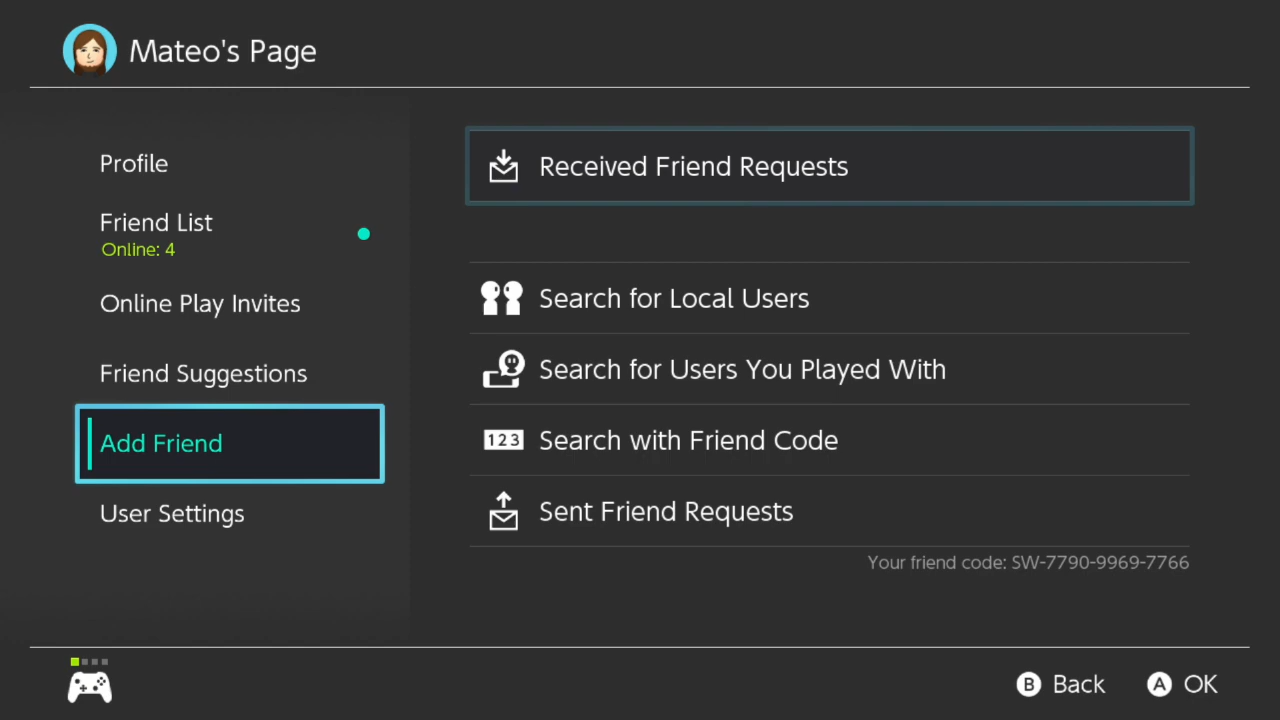 Mateo's Page
Profile
Friend List
Online: 4
Online Play Invites
Friend Suggestions
Add Friend
User Settings
Received Friend Requests
Search for Local Users
Search for Users You Played With
123 Search with Friend Code
Sent Friend Requests
Your friend code: SW-7790-9969-7766
B Back A OK